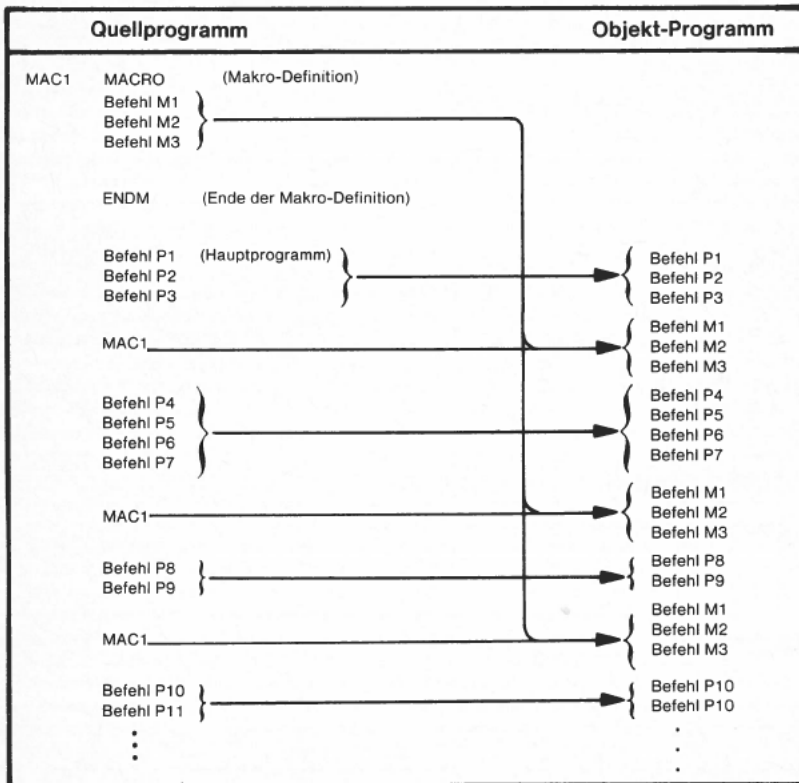 Quellprogramm Objekt-Programm
MAC1 MACRO (Makro-Definition)
Befehl M1
Befehl M2
Befehl M3
ENDM (Ende der Makro-Definition)
Befehl P1 (Hauptprogramm)
Befehl P2
Befehl P3
Befehl P1
Befehl P2
Befehl P3
MAC1
Befehl M1
Befehl M2
Befehl M3
Befehl P4
Befehl P5
Befehl P6
Befehl P7
Befehl P4
Befehl P5
Befehl P6
Befehl P7
MAC1
Befehl M1
Befehl M2
Befehl M3
Befehl P8
Befehl P9
Befehl P8
Befehl P9
MAC1
Befehl M1
Befehl M2
Befehl M3
Befehl P10
Befehl P11
Befehl P10
Befehl P10